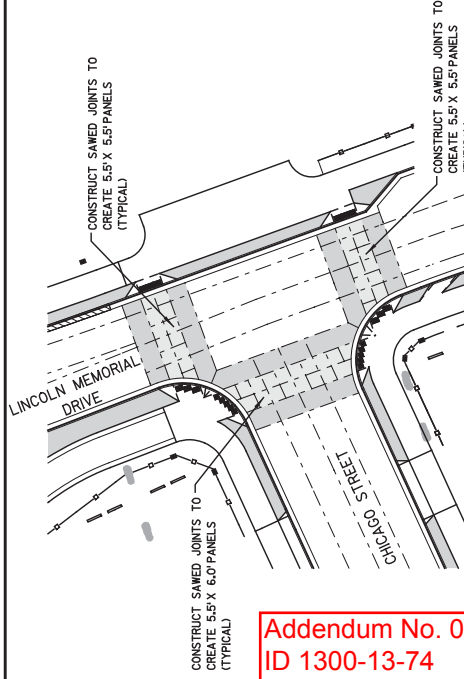 CONSTRUCT SAWED JOINTS TO
CREATE 5.5' X 5.5' PANELS
(TYPICAL)
CONSTRUCT SAWED JOINTS TO
CREATE 5.5' X 5.5' PANELS
LINCOLN MEMORIAL
DRIVE
CHICAGO STREET
CONSTRUCT SAWED JOINTS TO
CREATE 5.5' X 6.0' PANELS
(TYPICAL)
Addendum No. 0
ID 1300-13-74